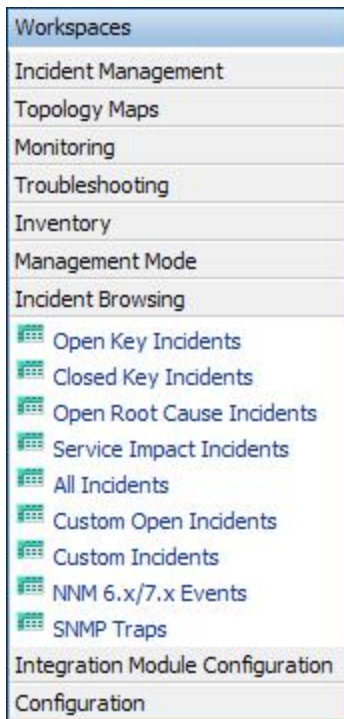 Workspaces
Incident Management
Topology Maps
Monitoring
Troubleshooting
Inventory
Management Mode
Incident Browsing
Open Key Incidents
Closed Key Incidents
Open Root Cause Incidents
Service Impact Incidents
All Incidents
Custom Open Incidents
Custom Incidents
NNM 6.x/7.x Events
SNMP Traps
Integration Module Configuration
Configuration